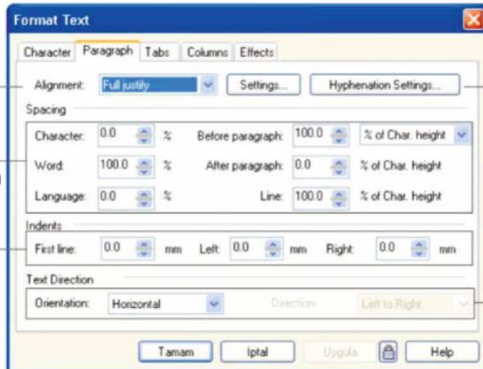 Format Text
Character Paragraph Tabs Columns Effects
Alignment: Full justify Settings... Hyphenation Settings...
Spacing
Character: 0.0 % Before paragraph: 100.0 % of Char. height
Word: 100.0 % After paragraph: 0.0 % of Char. height
Language: 0.0 % Line: 100.0 % of Char. height
Indents
First line: 0.0 mm Left: 0.0 mm Right: 0.0 mm
Text Direction
Orientation: Horizontal Direction: Left to Right
Tamam Iptal Uygula Help